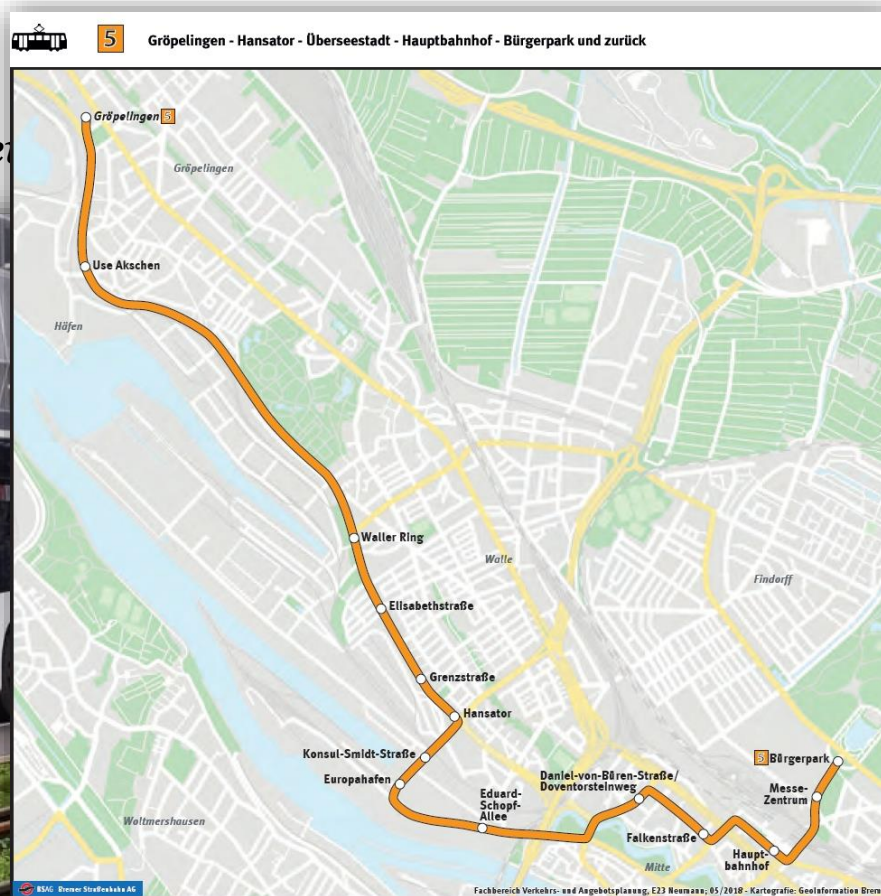 5 Gröpelingen - Hansator - Überseestadt - Hauptbahnhof - Bürgerpark und zurück
Gröpelingen 5
Gröpelingen
Use Akschen
Häfen
Waller Ring
Walle
Findorff
Elisabethstraße
Grenzstraße
Hansator
Konsul-Smidt-Straße
5 Bürgerpark
Europahafen
Daniel-von-Büren-Straße/
Doventorsteinweg
Eduard-
Schopf-
Allee
Messe-
Zentrum
Woltmershausen
Falkenstraße
Haupt-
bahnhof
Mitte
BSAG Bremer Straßenbahn AG
Fachbereich Verkehrs- und Angebotsplanung, E23 Neumann; 05/2018 - Kartografie: GeoInformation